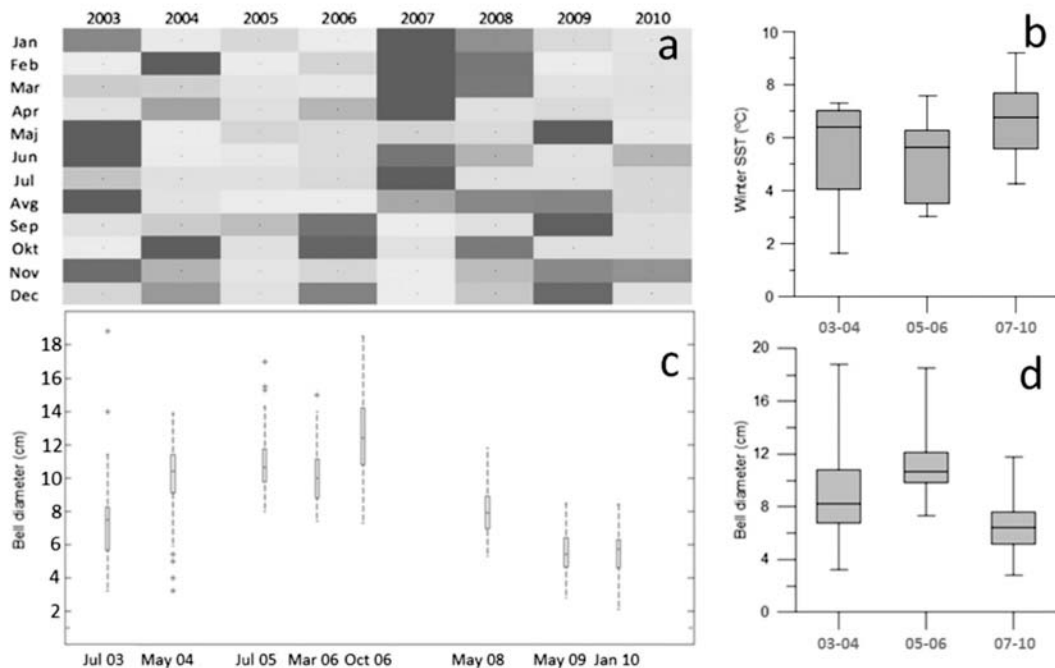 2003 2004 2005 2006 2007 2008 2009 2010
a
Jan
Feb
Mar
Apr
Maj
Jun
Jul
Avg
Sep
Okt
Nov
Dec
b
Winter SST (°C)
10
8
6
4
2
0
03-04 05-06 07-10
c
Bell diameter (cm)
18
16
14
12
10
8
6
4
2
Jul 03 May 04 Jul 05 Mar 06 Oct 06 May 08 May 09 Jan 10
d
Bell diameter (cm)
20
16
12
8
4
0
03-04 05-06 07-10